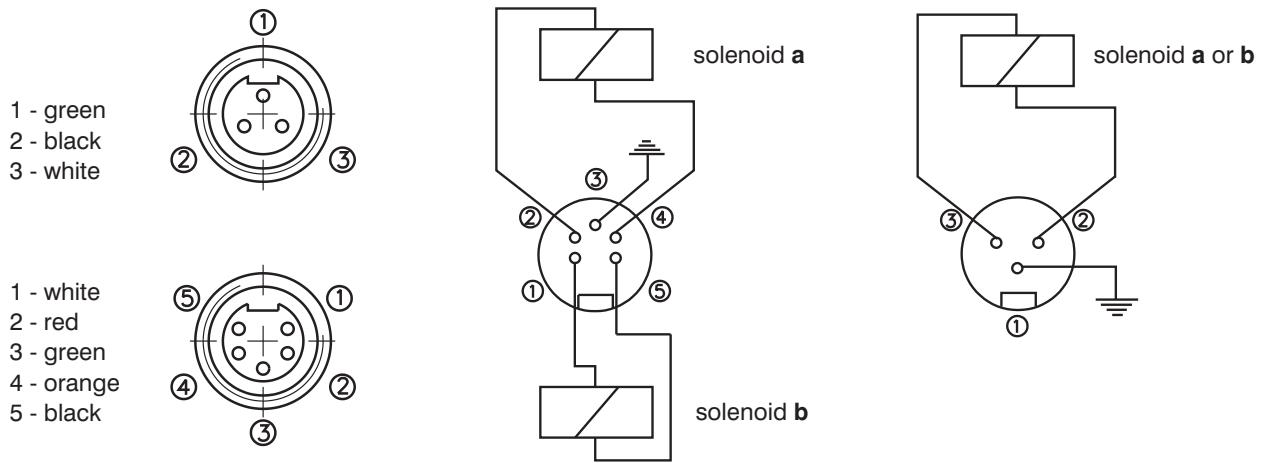 ①
1 - green
2 - black
3 - white
②
③
1 - white
2 - red
3 - green
4 - orange
5 - black
⑤
①
④
②
③
solenoid a
③
②
④
①
⑤
solenoid b
solenoid a or b
③
②
①